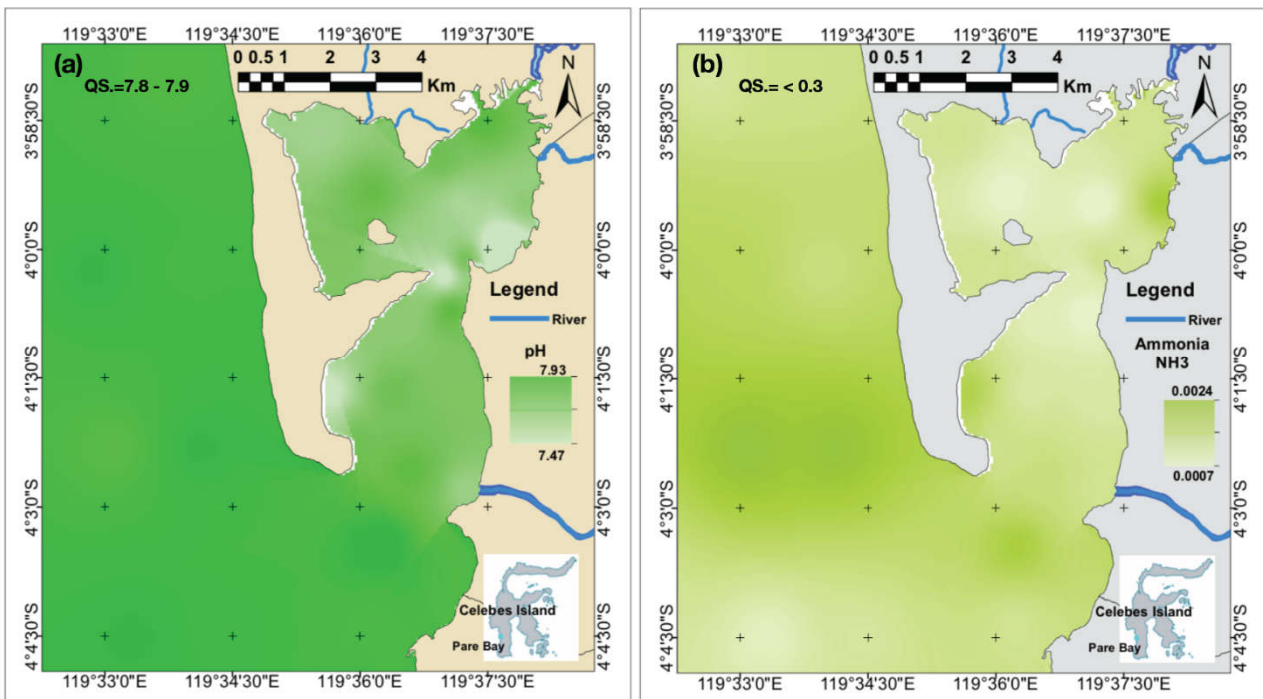 119°33'0"E 119°34'30"E 119°36'0"E 119°37'30"E
(a)
QS.=7.8 - 7.9
0 0.5 1 2 3 4
Km
N
3°58'30"S 3°58'30"S
4°0'0"S 4°0'0"S
4°1'30"S 4°1'30"S
4°3'0"S 4°3'0"S
4°4'30"S 4°4'30"S
Legend
River
pH
7.93
7.47
Celebes Island
Pare Bay
119°33'0"E 119°34'30"E 119°36'0"E 119°37'30"E
119°33'0"E 119°34'30"E 119°36'0"E 119°37'30"E
(b)
QS.= < 0.3
0 0.5 1 2 3 4
Km
N
3°58'30"S 3°58'30"S
4°0'0"S 4°0'0"S
4°1'30"S 4°1'30"S
4°3'0"S 4°3'0"S
4°4'30"S 4°4'30"S
Legend
River
Ammonia
NH3
0.0024
0.0007
Celebes Island
Pare Bay
119°33'0"E 119°34'30"E 119°36'0"E 119°37'30"E